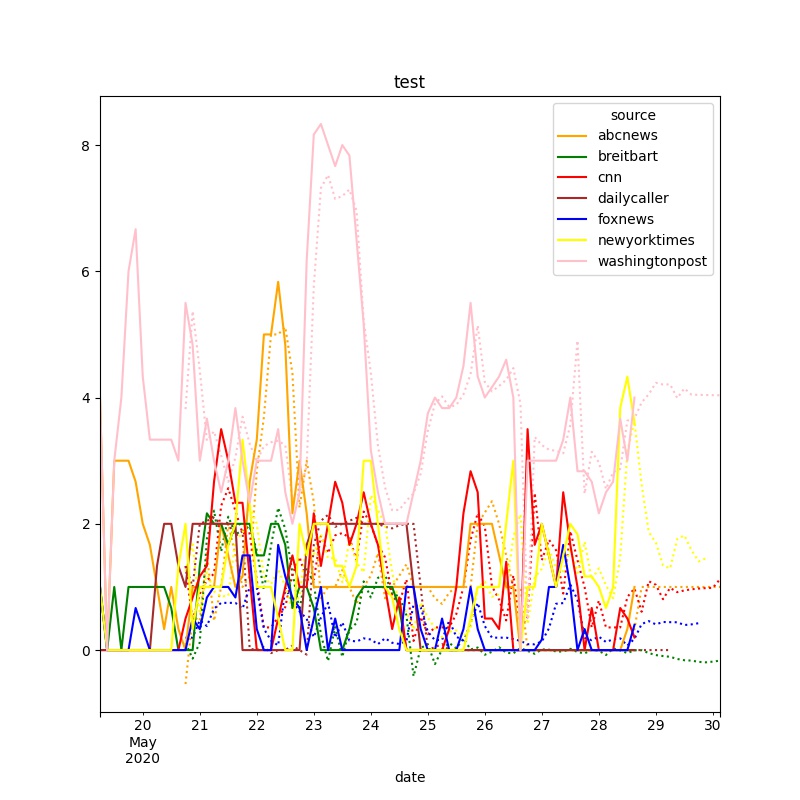 test
source
abcnews
breitbart
cnn
dailycaller
foxnews
newyorktimes
washingtonpost
8
6
4
2
0
20 21 22 23 24 25 26 27 28 29 30
May
2020
date